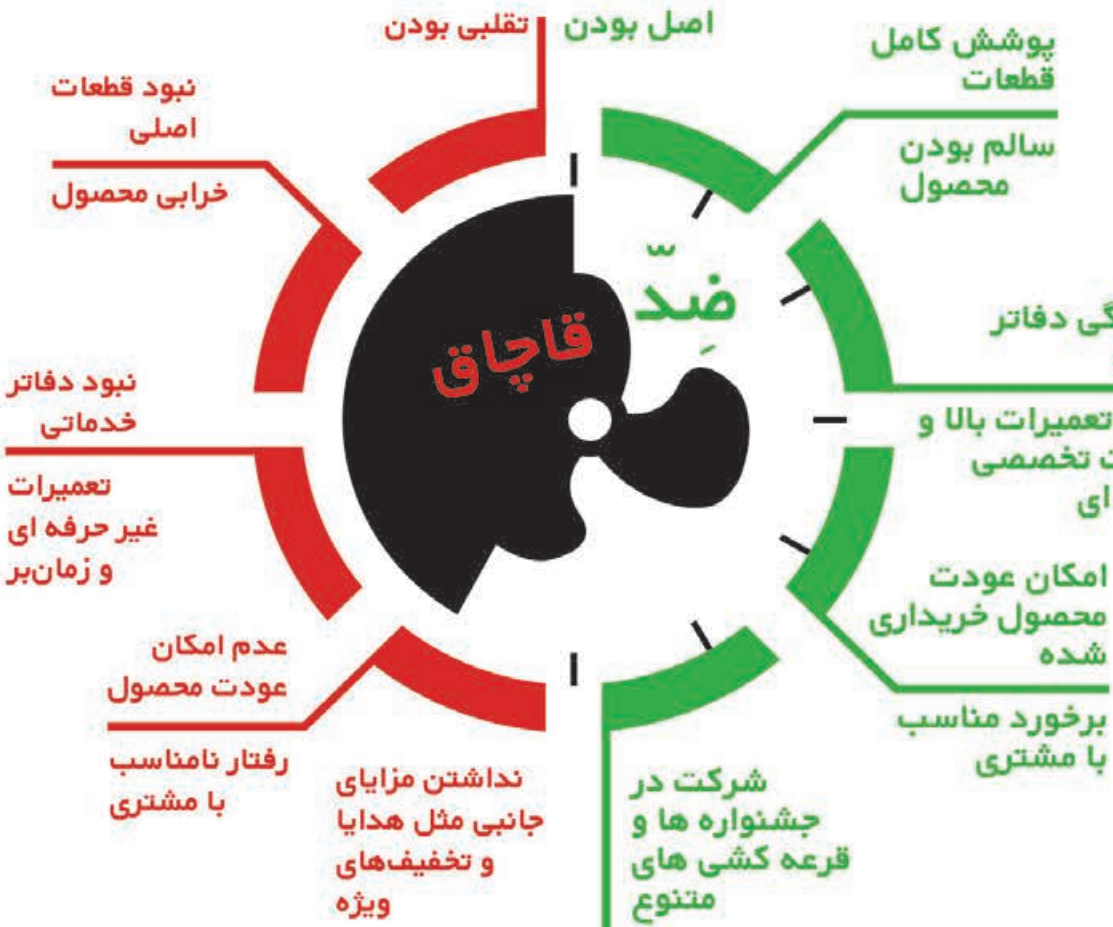 اصل بودن
تقلبی بودن
پوشش کامل
قطعات
سالم بودن
محصول
نبود قطعات
اصلی
خرابی محصول
ضِدّ
قاچاق
دفاتر
تعمیرات بالا و
تخصصی
نبود دفاتر
خدماتی
تعمیرات
غیر حرفه ای
و زمان‌بر
امکان عودت
محصول خریداری
شده
برخورد مناسب
با مشتری
عدم امکان
عودت محصول
رفتار نامناسب
با مشتری
شرکت در
جشنواره ها و
قرعه کشی های
متنوع
نداشتن مزایای
جانبی مثل هدایا
و تخفیف‌های
ویژه